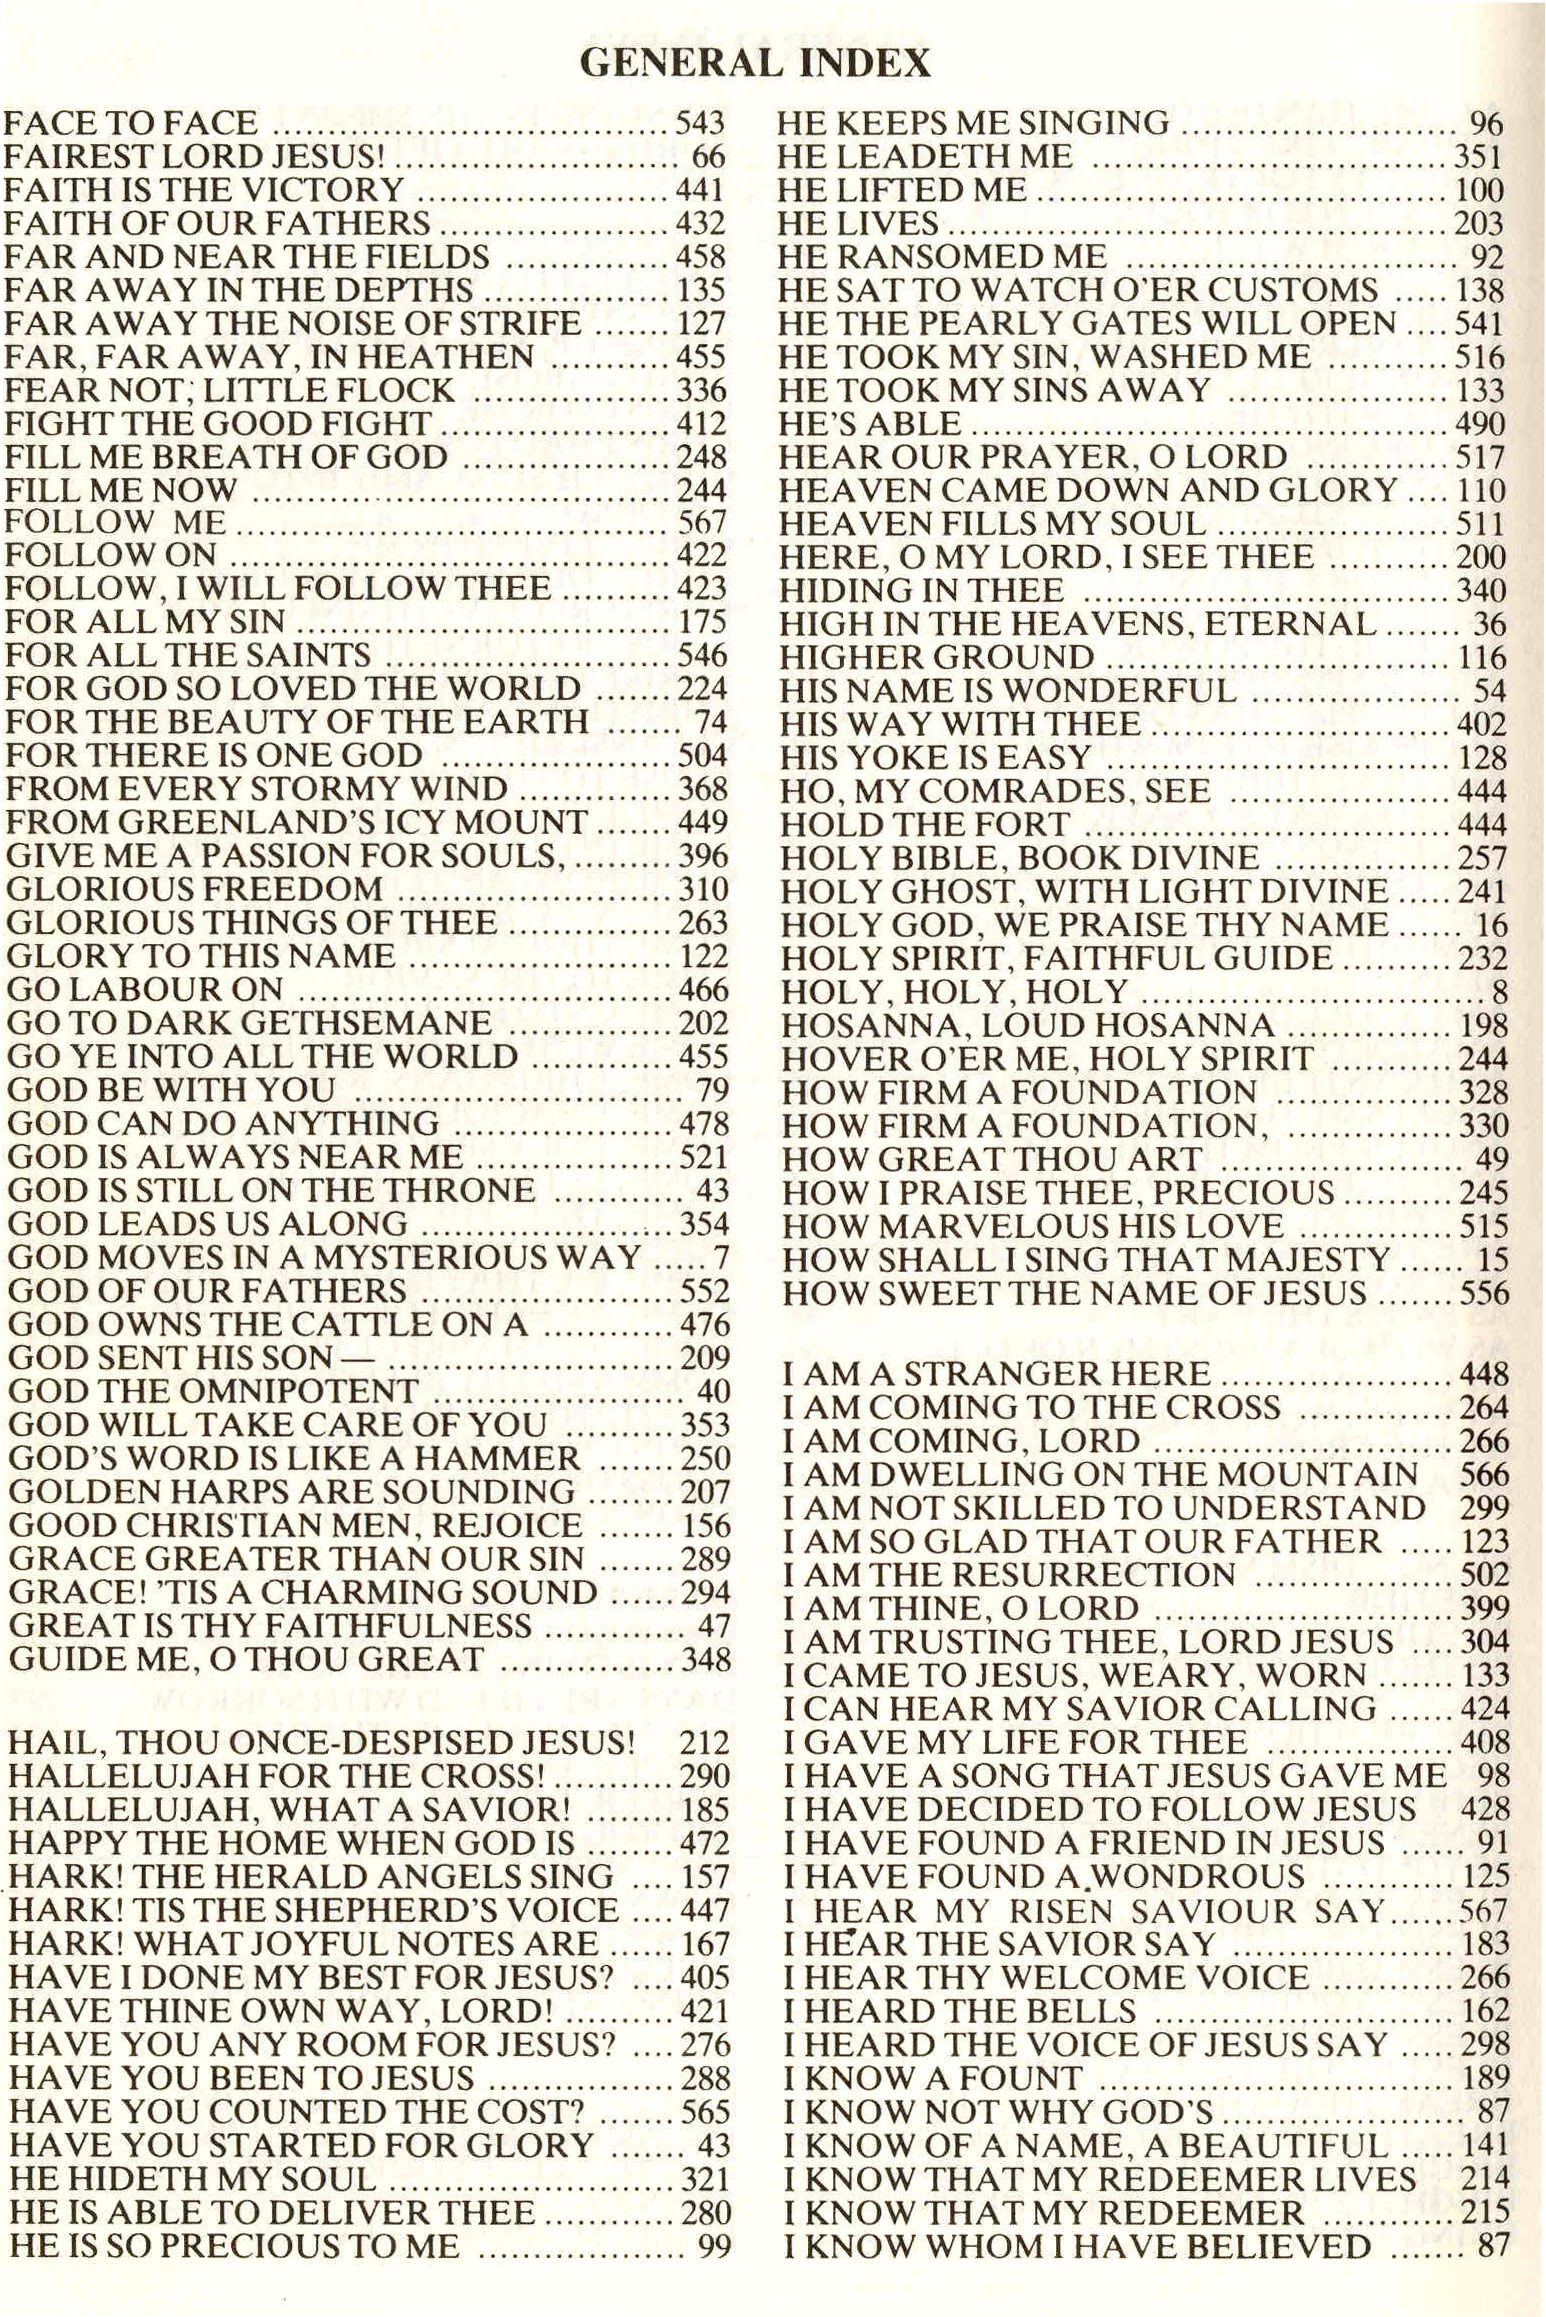 GENERAL INDEX
FACE TO FACE .................................... 543
FAIREST LORD JESUS! .......................... 66
FAITH IS THE VICTORY ....................... 441
FAITH OF OUR FATHERS ..................... 432
FAR AND NEAR THE FIELDS ............... 458
FAR AWAY IN THE DEPTHS ................. 135
FAR AWAY THE NOISE OF STRIFE ....... 127
FAR, FAR AWAY, IN HEATHEN ........... 455
FEAR NOT; LITTLE FLOCK .................. 336
FIGHT THE GOOD FIGHT ..................... 412
FILL ME BREATH OF GOD ................... 248
FILL ME NOW ...................................... 244
FOLLOW ME ....................................... 567
FOLLOW ON ........................................ 422
FOLLOW, I WILL FOLLOW THEE .......... 423
FOR ALL MY SIN .................................. 175
FOR ALL THE SAINTS .......................... 546
FOR GOD SO LOVED THE WORLD ....... 224
FOR THE BEAUTY OF THE EARTH ....... 74
FOR THERE IS ONE GOD ..................... 504
FROM EVERY STORMY WIND .............. 368
FROM GREENLAND'S ICY MOUNT ....... 449
GIVE ME A PASSION FOR SOULS, ......... 396
GLORIOUS FREEDOM ......................... 310
GLORIOUS THINGS OF THEE ............... 263
GLORY TO THIS NAME ........................ 122
GO LABOUR ON .................................. 466
GO TO DARK GETHSEMANE ............... 202
GO YE INTO ALL THE WORLD ............. 455
GOD BE WITH YOU .............................. 79
GOD CAN DO ANYTHING .................... 478
GOD IS ALWAYS NEAR ME .................. 521
GOD IS STILL ON THE THRONE ............ 43
GOD LEADS US ALONG ....................... 354
GOD MOVES IN A MYSTERIOUS WAY ..... 7
GOD OF OUR FATHERS ....................... 552
GOD OWNS THE CATTLE ON A ............ 476
GOD SENT HIS SON — .......................... 209
GOD THE OMNIPOTENT ....................... 40
GOD WILL TAKE CARE OF YOU .......... 353
GOD'S WORD IS LIKE A HAMMER ....... 250
GOLDEN HARPS ARE SOUNDING ........ 207
GOOD CHRISTIAN MEN, REJOICE ....... 156
GRACE GREATER THAN OUR SIN ....... 289
GRACE! 'TIS A CHARMING SOUND ...... 294
GREAT IS THY FAITHFULNESS ............. 47
GUIDE ME, O THOU GREAT ................ 348
HAIL, THOU ONCE-DESPISED JESUS! 212
HALLELUJAH FOR THE CROSS! ........... 290
HALLELUJAH, WHAT A SAVIOR! ........ 185
HAPPY THE HOME WHEN GOD IS ........ 472
HARK! THE HERALD ANGELS SING .... 157
HARK! TIS THE SHEPHERD'S VOICE .... 447
HARK! WHAT JOYFUL NOTES ARE ...... 167
HAVE I DONE MY BEST FOR JESUS? .... 405
HAVE THINE OWN WAY, LORD! .......... 421
HAVE YOU ANY ROOM FOR JESUS? .... 276
HAVE YOU BEEN TO JESUS ................. 288
HAVE YOU COUNTED THE COST? ....... 565
HAVE YOU STARTED FOR GLORY ....... 43
HE HIDETH MY SOUL .......................... 321
HE IS ABLE TO DELIVER THEE ............ 280
HE IS SO PRECIOUS TO ME ................... 99
HE KEEPS ME SINGING ......................... 96
HE LEADETH ME ................................ 351
HE LIFTED ME ..................................... 100
HE LIVES ............................................. 203
HE RANSOMED ME .............................. 92
HE SAT TO WATCH O'ER CUSTOMS ..... 138
HE THE PEARLY GATES WILL OPEN .... 541
HE TOOK MY SIN, WASHED ME ........... 516
HE TOOK MY SINS AWAY .................... 133
HE'S ABLE ........................................... 490
HEAR OUR PRAYER, O LORD ............. 517
HEAVEN CAME DOWN AND GLORY .... 110
HEAVEN FILLS MY SOUL ..................... 511
HERE, O MY LORD, I SEE THEE ........... 200
HIDING IN THEE ................................. 340
HIGH IN THE HEAVENS, ETERNAL ....... 36
HIGHER GROUND ............................... 116
HIS NAME IS WONDERFUL ................... 54
HIS WAY WITH THEE ........................... 402
HIS YOKE IS EASY ............................... 128
HO, MY COMRADES, SEE .................... 444
HOLD THE FORT ................................. 444
HOLY BIBLE, BOOK DIVINE ................ 257
HOLY GHOST, WITH LIGHT DIVINE ..... 241
HOLY GOD, WE PRAISE THY NAME ...... 16
HOLY SPIRIT, FAITHFUL GUIDE .......... 232
HOLY, HOLY, HOLY ............................... 8
HOSANNA, LOUD HOSANNA ............... 198
HOVER O'ER ME, HOLY SPIRIT ........... 244
HOW FIRM A FOUNDATION ................ 328
HOW FIRM A FOUNDATION, ............... 330
HOW GREAT THOU ART ...................... 49
HOW I PRAISE THEE, PRECIOUS .......... 245
HOW MARVELOUS HIS LOVE .............. 515
HOW SHALL I SING THAT MAJESTY ...... 15
HOW SWEET THE NAME OF JESUS ....... 556
I AM A STRANGER HERE ..................... 448
I AM COMING TO THE CROSS .............. 264
I AM COMING, LORD ........................... 266
I AM DWELLING ON THE MOUNTAIN 566
I AM NOT SKILLED TO UNDERSTAND 299
I AM SO GLAD THAT OUR FATHER ..... 123
I AM THE RESURRECTION .................. 502
I AM THINE, O LORD ........................... 399
I AM TRUSTING THEE, LORD JESUS .... 304
I CAME TO JESUS, WEARY, WORN ....... 133
I CAN HEAR MY SAVIOR CALLING ...... 424
I GAVE MY LIFE FOR THEE ................. 408
I HAVE A SONG THAT JESUS GAVE ME 98
I HAVE DECIDED TO FOLLOW JESUS 428
I HAVE FOUND A FRIEND IN JESUS ...... 91
I HAVE FOUND A WONDROUS ............ 125
I HEAR MY RISEN SAVIOUR SAY ...... 567
I HEAR THE SAVIOR SAY .................... 183
I HEAR THY WELCOME VOICE ............ 266
I HEARD THE BELLS ........................... 162
I HEARD THE VOICE OF JESUS SAY ..... 298
I KNOW A FOUNT ................................ 189
I KNOW NOT WHY GOD'S ...................... 87
I KNOW OF A NAME, A BEAUTIFUL ..... 141
I KNOW THAT MY REDEEMER LIVES 214
I KNOW THAT MY REDEEMER ............ 215
I KNOW WHOM I HAVE BELIEVED ....... 87